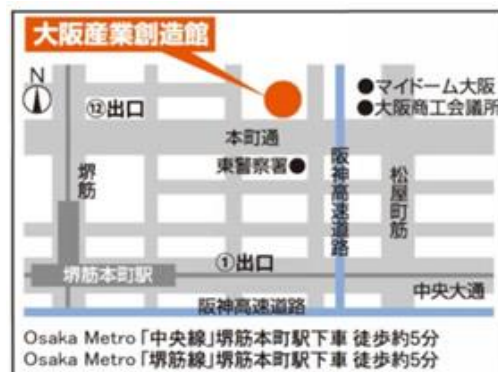 大阪産業創造館
N
⑫出口
●マイドーム大阪
●大阪商工会議所
本町通
東警察署●
堺筋
阪神高速道路
松屋町筋
①出口
堺筋本町駅
中央大通
阪神高速道路
Osaka Metro「中央線」堺筋本町駅下車 徒歩約5分
Osaka Metro「堺筋線」堺筋本町駅下車 徒歩約5分